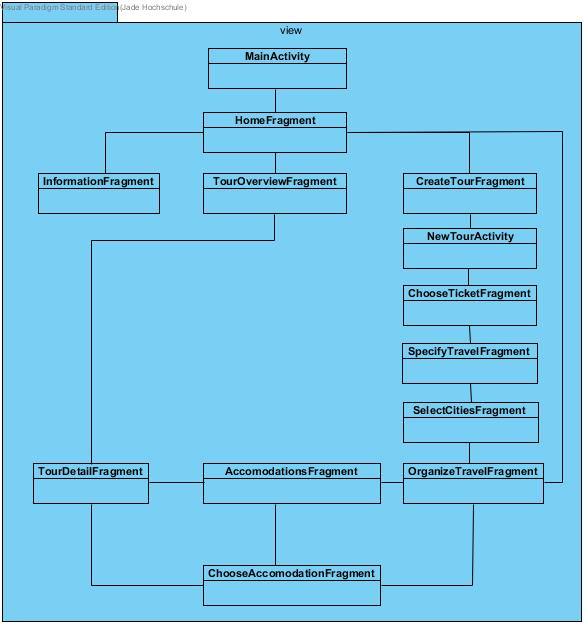 Visual Paradigm Standard Edition(Jade Hochschule)
view
MainActivity
HomeFragment
InformationFragment
TourOverviewFragment
CreateTourFragment
NewTourActivity
ChooseTicketFragment
SpecifyTravelFragment
SelectCitiesFragment
TourDetailFragment
AccomodationsFragment
OrganizeTravelFragment
ChooseAccomodationFragment